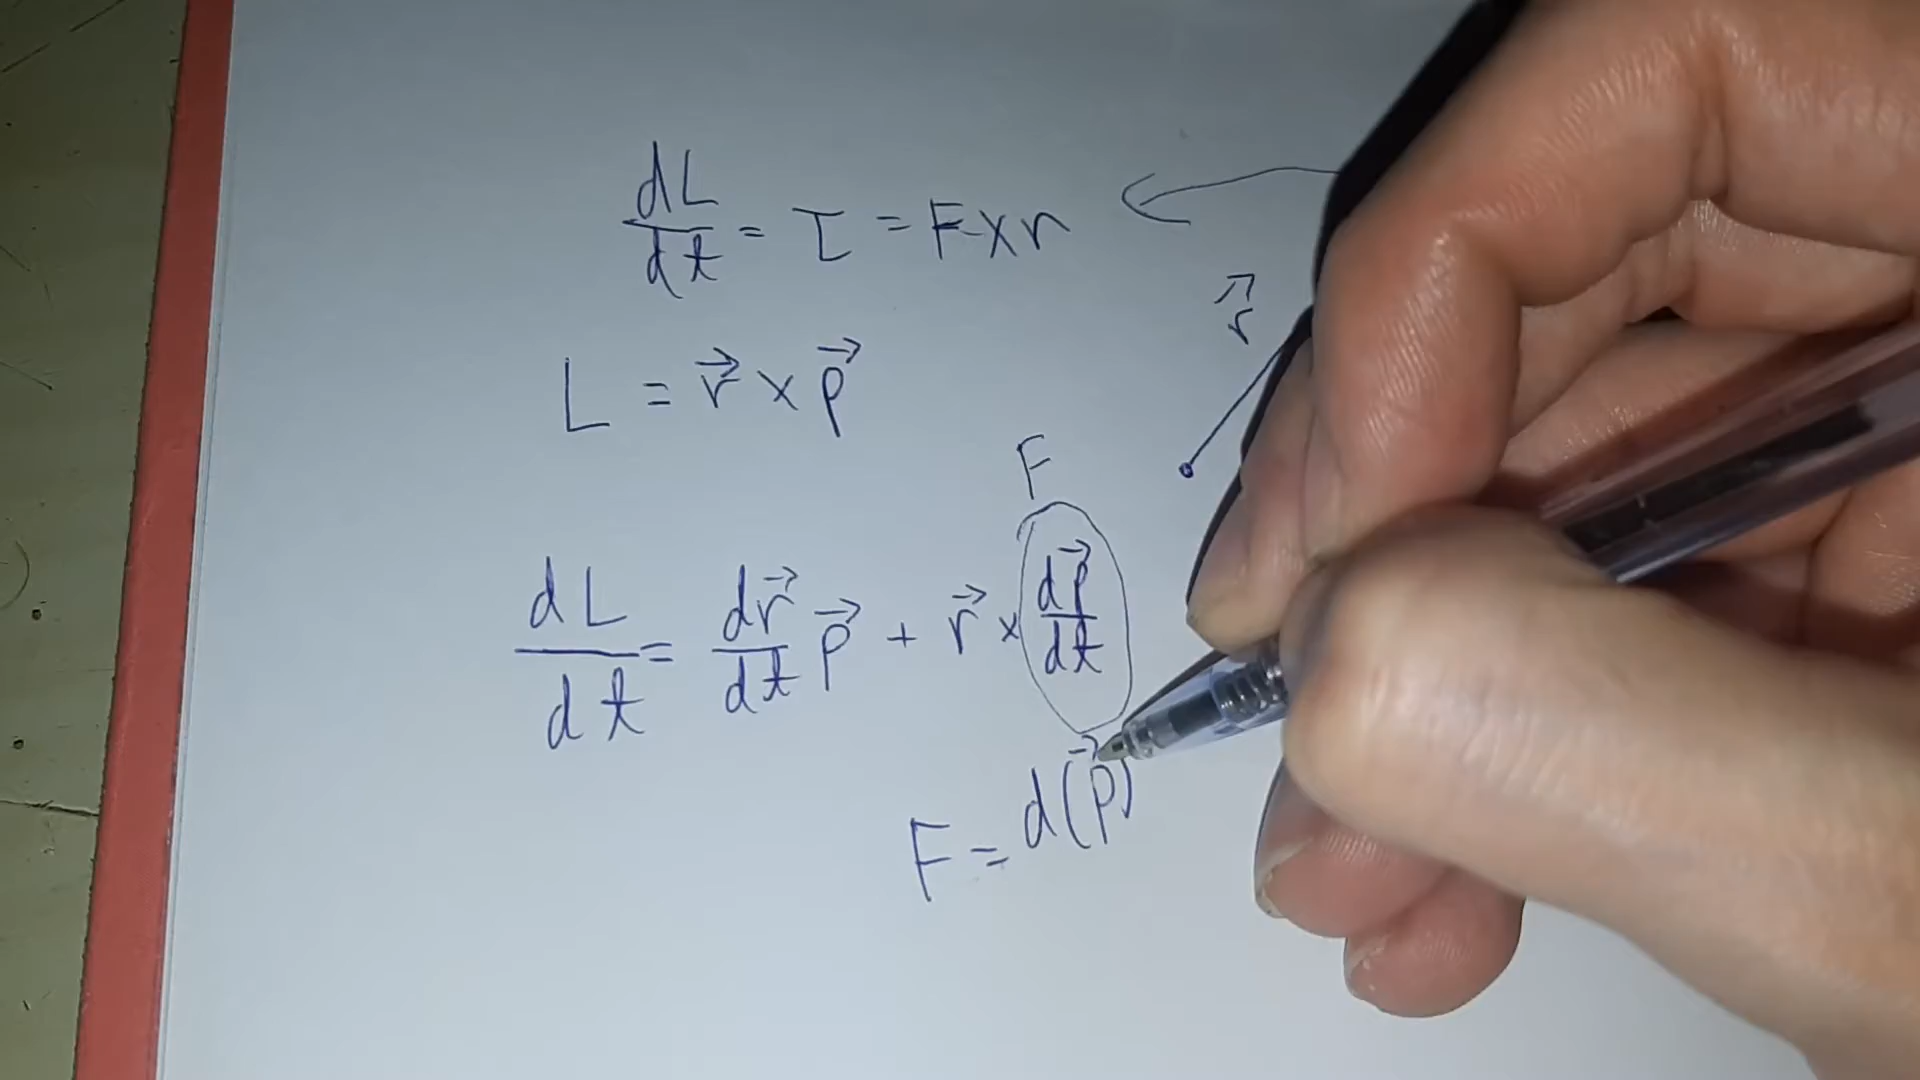 dL/dt = τ = F×r
r⃗
L = r⃗ × p⃗
F
dL/dt = dr⃗/dt p⃗ + r⃗ × dp⃗/dt
F = d(p⃗)